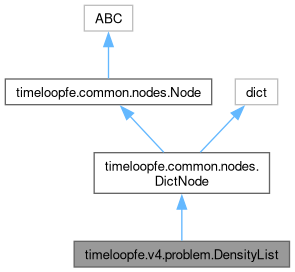 ABC
timeloopfe.common.nodes.Node
dict
timeloopfe.common.nodes.
DictNode
timeloopfe.v4.problem.DensityList